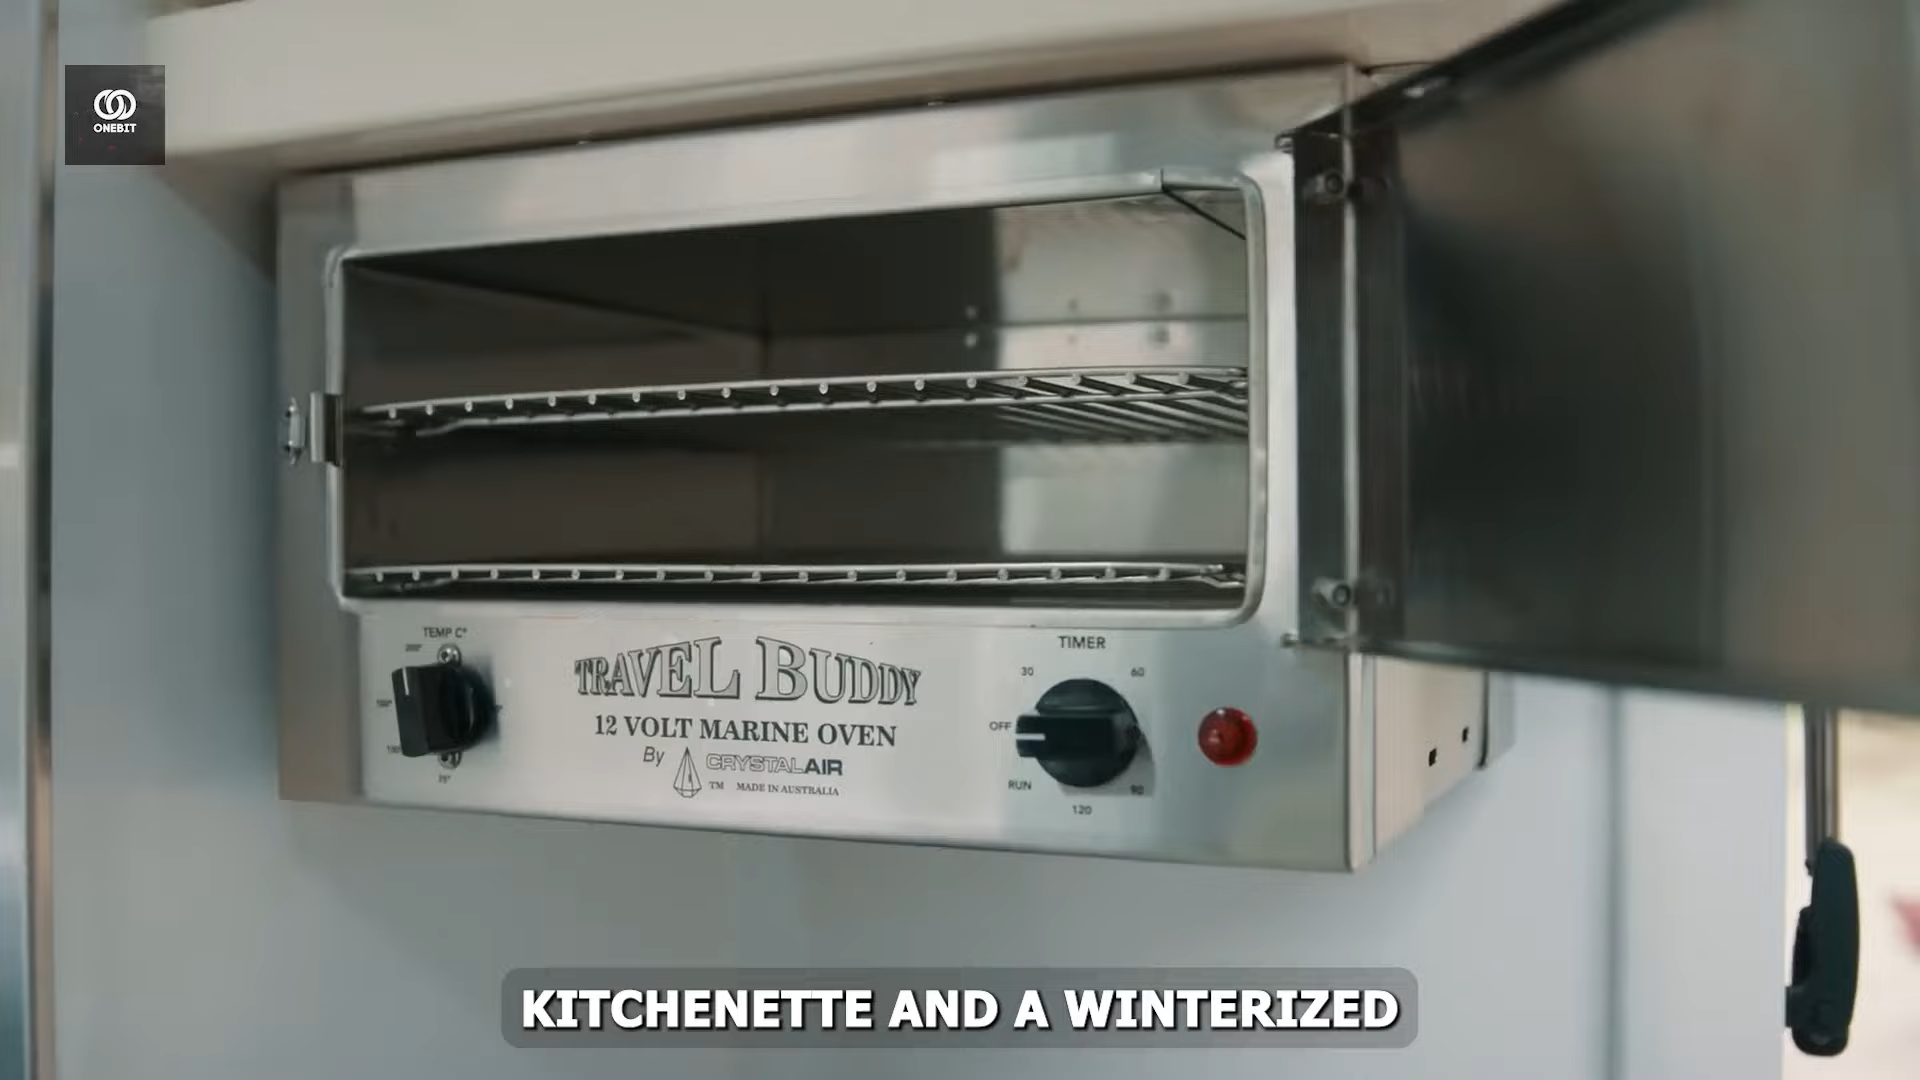 ONEBIT
TEMP C°
200°
TRAVEL BUDDY
12 VOLT MARINE OVEN
By CRYSTALAIR
TM MADE IN AUSTRALIA
TIMER
30
60
OFF
RUN
90
120
KITCHENETTE AND A WINTERIZED